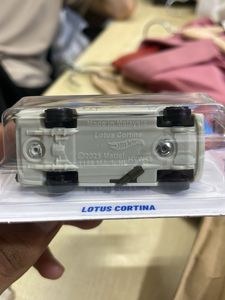 Made in Malaysia
Lotus Cortina
© 2023 Mattel
LOTUS CORTINA